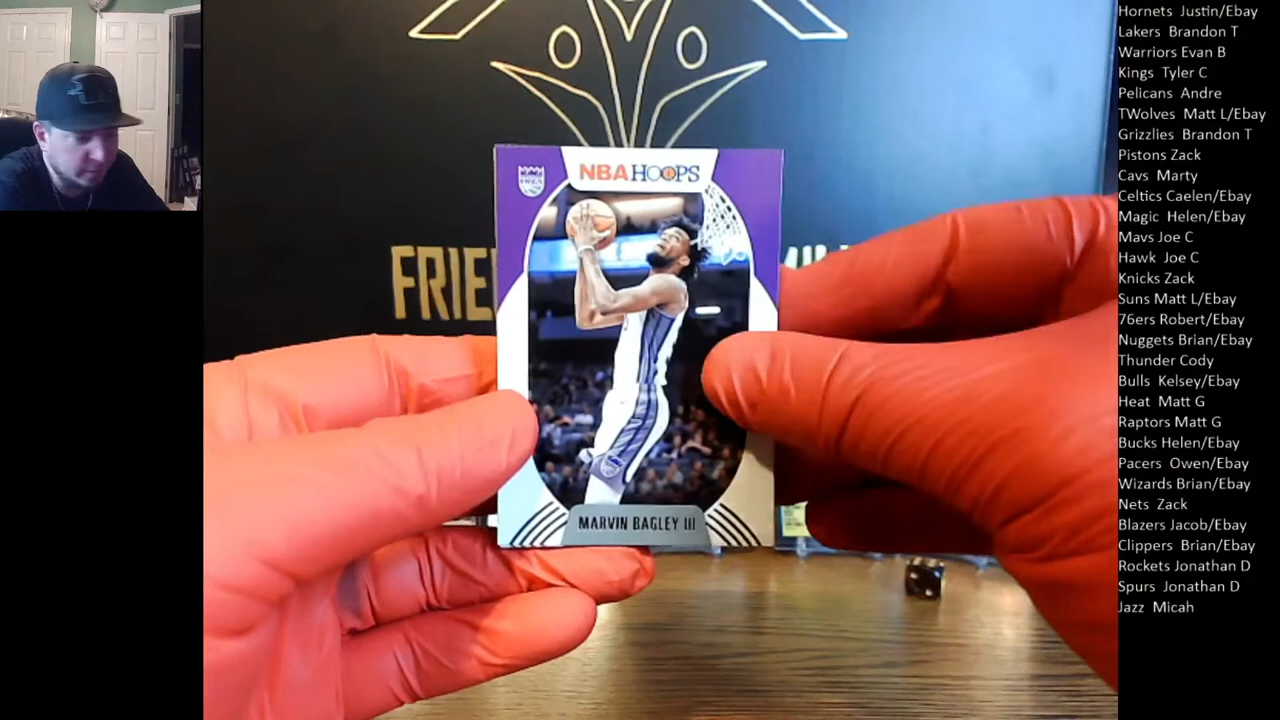 NBA HOOPS
KINGS
FRIE
MARVIN BAGLEY III
Hornets Justin/Ebay
Lakers Brandon T
Warriors Evan B
Kings Tyler C
Pelicans Andre
TWolves Matt L/Ebay
Grizzlies Brandon T
Pistons Zack
Cavs Marty
Celtics Caelen/Ebay
Magic Helen/Ebay
Mavs Joe C
Hawk Joe C
Knicks Zack
Suns Matt L/Ebay
76ers Robert/Ebay
Nuggets Brian/Ebay
Thunder Cody
Bulls Kelsey/Ebay
Heat Matt G
Raptors Matt G
Bucks Helen/Ebay
Pacers Owen/Ebay
Wizards Brian/Ebay
Nets Zack
Blazers Jacob/Ebay
Clippers Brian/Ebay
Rockets Jonathan D
Spurs Jonathan D
Jazz Micah